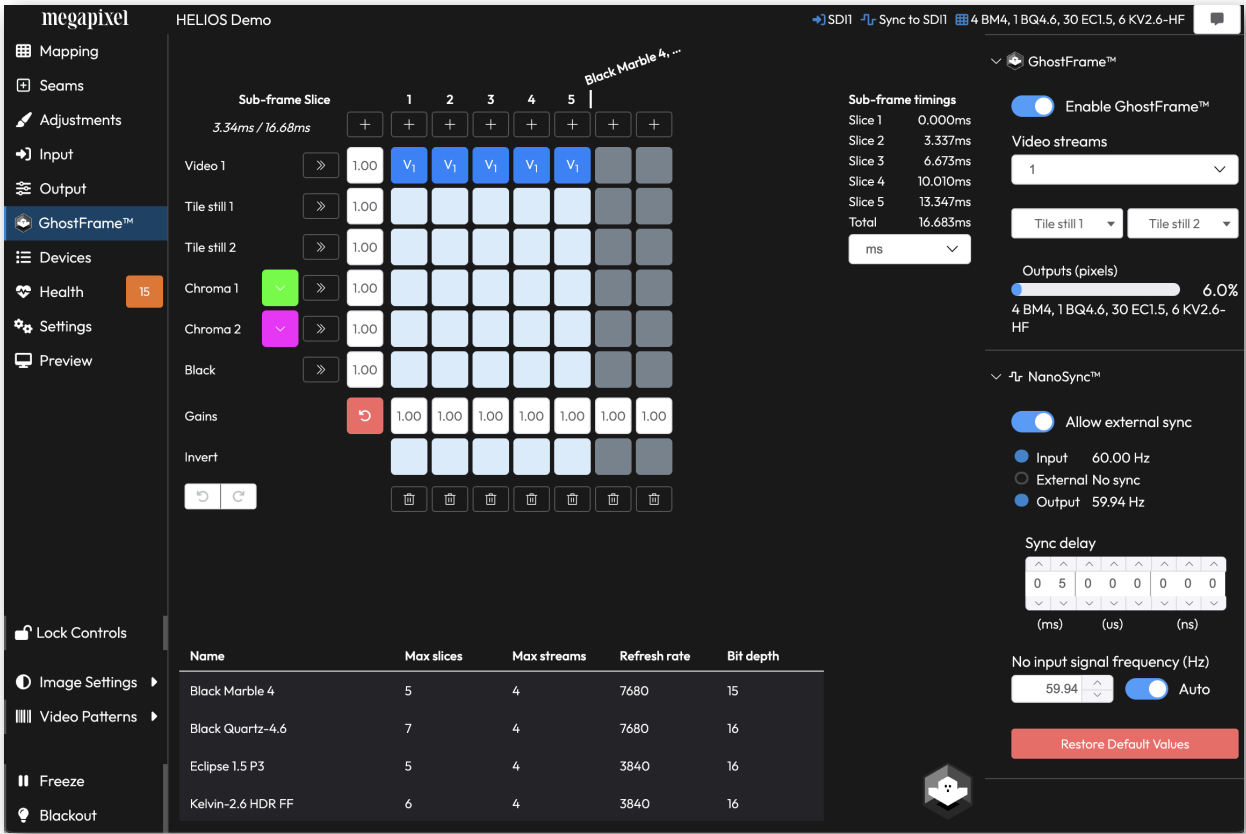 megapixel
HELIOS Demo
SDI1 Sync to SDI1 4 BM4, 1 BQ4.6, 30 EC1.5, 6 KV2.6-HF
Mapping
Seams
Adjustments
Input
Output
GhostFrame™
Devices
Health 15
Settings
Preview
Lock Controls
Image Settings
Video Patterns
Freeze
Blackout
Black Marble 4, ...
Sub-frame Slice 1 2 3 4 5
3.34ms / 16.68ms + + + + + + + +
Video 1 1.00 V1 V1 V1 V1 V1
Tile still 1 1.00
Tile still 2 1.00
Chroma 1 1.00
Chroma 2 1.00
Black 1.00
Gains 1.00 1.00 1.00 1.00 1.00 1.00 1.00
Invert
Sub-frame timings
Slice 1 0.000ms
Slice 2 3.337ms
Slice 3 6.673ms
Slice 4 10.010ms
Slice 5 13.347ms
Total 16.683ms
ms
Name Max slices Max streams Refresh rate Bit depth
Black Marble 4 5 4 7680 15
Black Quartz-4.6 7 4 7680 16
Eclipse 1.5 P3 5 4 3840 16
Kelvin-2.6 HDR FF 6 4 3840 16
GhostFrame™
Enable GhostFrame™
Video streams
1
Tile still 1 Tile still 2
Outputs (pixels)
6.0%
4 BM4, 1 BQ4.6, 30 EC1.5, 6 KV2.6-
HF
NanoSync™
Allow external sync
Input 60.00 Hz
External No sync
Output 59.94 Hz
Sync delay
0 5 0 0 0 0 0 0
(ms) (us) (ns)
No input signal frequency (Hz)
59.94 Auto
Restore Default Values